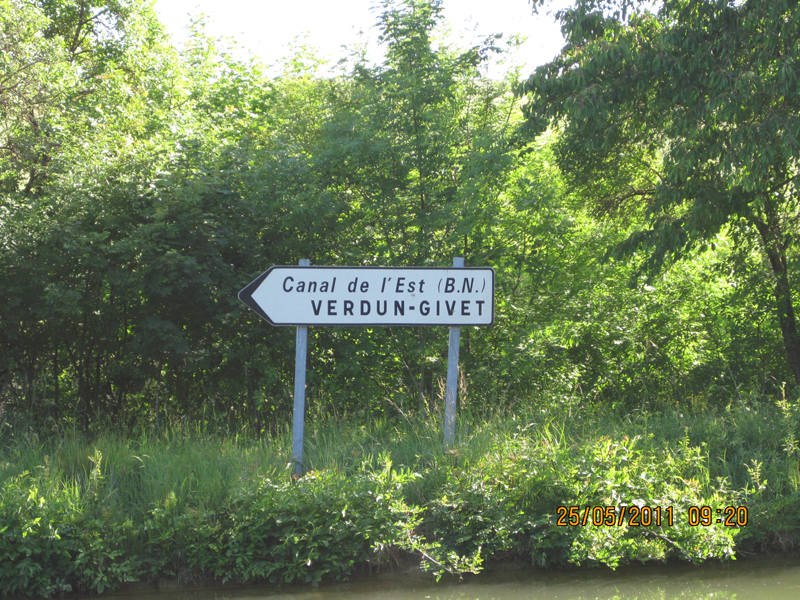 Canal de l'Est (B.N.)
VERDUN-GIVET
25/05/2011 09:20